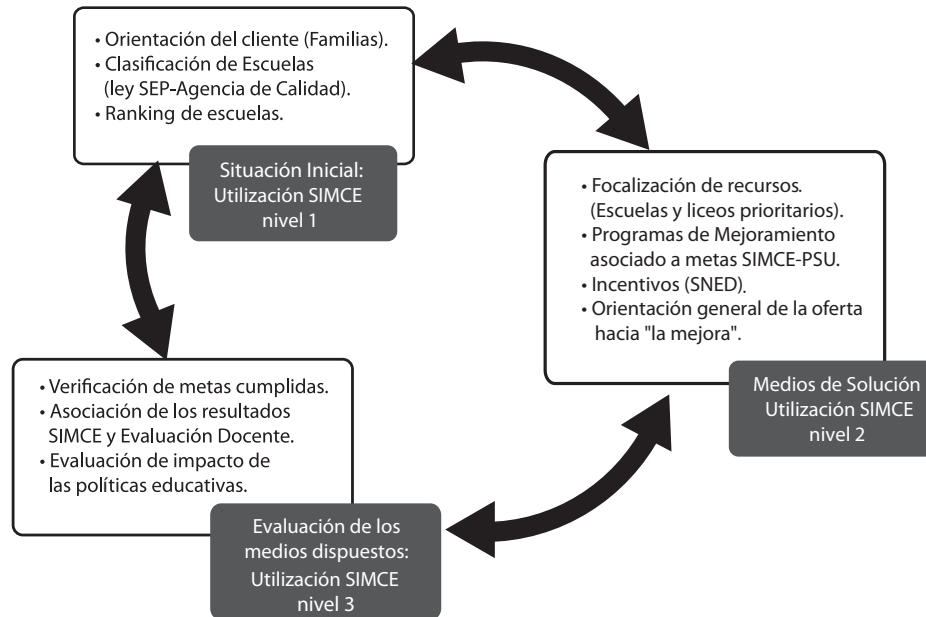 • Orientación del cliente (Familias).
• Clasificación de Escuelas
(ley SEP-Agencia de Calidad).
• Ranking de escuelas.
Situación Inicial:
Utilización SIMCE
nivel 1
• Focalización de recursos.
(Escuelas y liceos prioritarios).
• Programas de Mejoramiento
asociado a metas SIMCE-PSU.
• Incentivos (SNED).
• Orientación general de la oferta
hacia "la mejora".
Medios de Solución
Utilización SIMCE
nivel 2
• Verificación de metas cumplidas.
• Asociación de los resultados
SIMCE y Evaluación Docente.
• Evaluación de impacto de
las políticas educativas.
Evaluación de los
medios dispuestos:
Utilización SIMCE
nivel 3